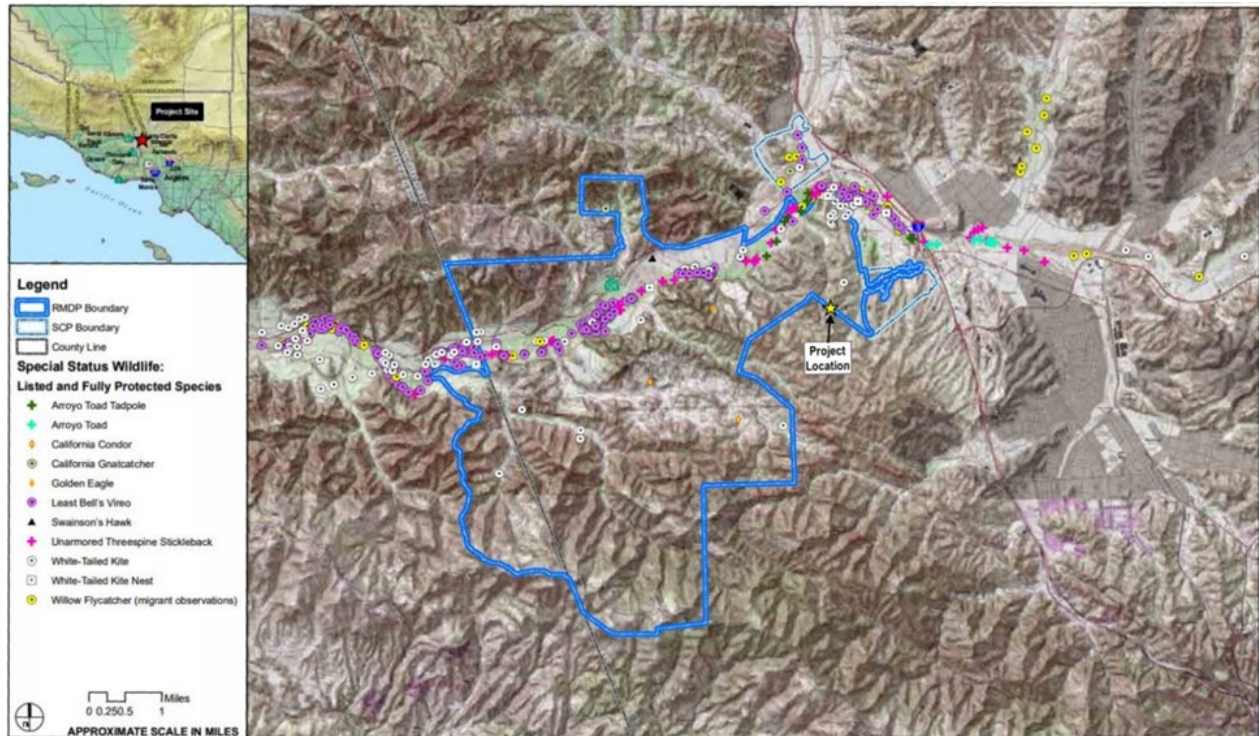 Project Site
Pacific Ocean
Legend
RMDP Boundary
SCP Boundary
County Line
Special Status Wildlife:
Listed and Fully Protected Species
Arroyo Toad Tadpole
Arroyo Toad
California Condor
California Gnatcatcher
Golden Eagle
Least Bell's Vireo
Swainson's Hawk
Unarmored Threespine Stickleback
White-Tailed Kite
White-Tailed Kite Nest
Willow Flycatcher (migrant observations)
Miles
0 0.250.5 1
APPROXIMATE SCALE IN MILES
Project
Location